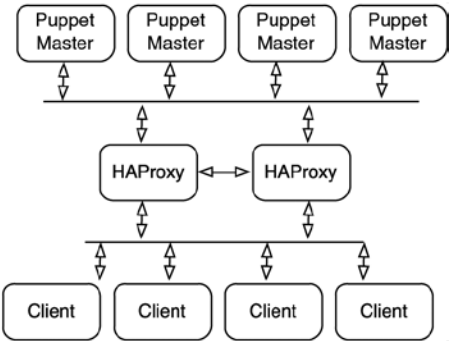 Puppet
Master
Puppet
Master
Puppet
Master
Puppet
Master
HAProxy
HAProxy
Client
Client
Client
Client